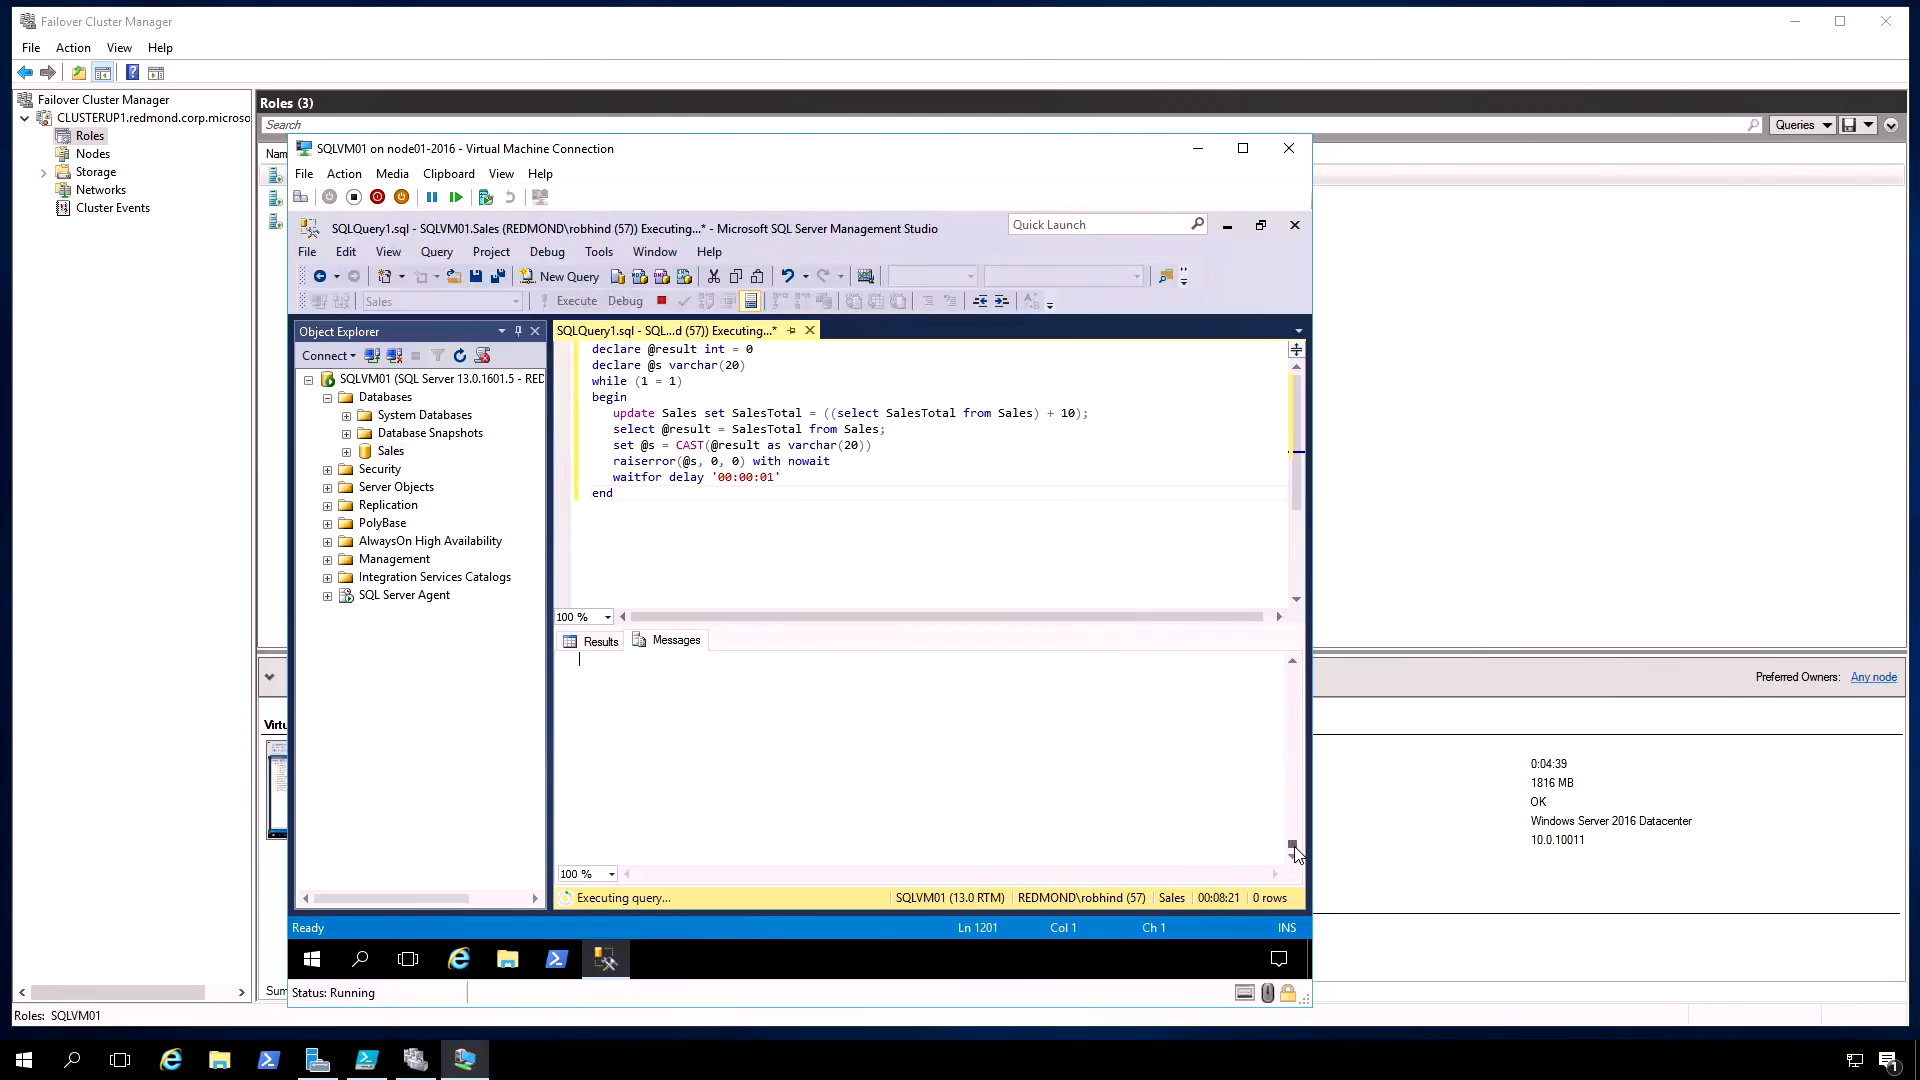 Failover Cluster Manager
File Action View Help
Failover Cluster Manager
CLUSTERUP1.redmond.corp.microso
Roles
Nodes
Storage
Networks
Cluster Events
Roles (3)
Search
Queries
Nam
SQLVM01 on node01-2016 - Virtual Machine Connection
File Action Media Clipboard View Help
SQLQuery1.sql - SQLVM01.Sales (REDMOND\robhind (57)) Executing...* - Microsoft SQL Server Management Studio
Quick Launch
File Edit View Query Project Debug Tools Window Help
New Query
Sales
Execute Debug
Object Explorer
Connect
SQLVM01 (SQL Server 13.0.1601.5 - RED
Databases
System Databases
Database Snapshots
Sales
Security
Server Objects
Replication
PolyBase
AlwaysOn High Availability
Management
Integration Services Catalogs
SQL Server Agent
SQLQuery1.sql - SQL...d (57)) Executing...*
declare @result int = 0
declare @s varchar(20)
while (1 = 1)
begin
update Sales set SalesTotal = ((select SalesTotal from Sales) + 10);
select @result = SalesTotal from Sales;
set @s = CAST(@result as varchar(20))
raiserror(@s, 0, 0) with nowait
waitfor delay '00:00:01'
end
100 %
Results Messages
100 %
Executing query...
SQLVM01 (13.0 RTM) REDMOND\robhind (57) Sales 00:08:21 0 rows
Ready
Ln 1201 Col 1 Ch 1 INS
Status: Running
Preferred Owners: Any node
Virtu
0:04:39
1816 MB
OK
Windows Server 2016 Datacenter
10.0.10011
Sum
Roles: SQLVM01
1